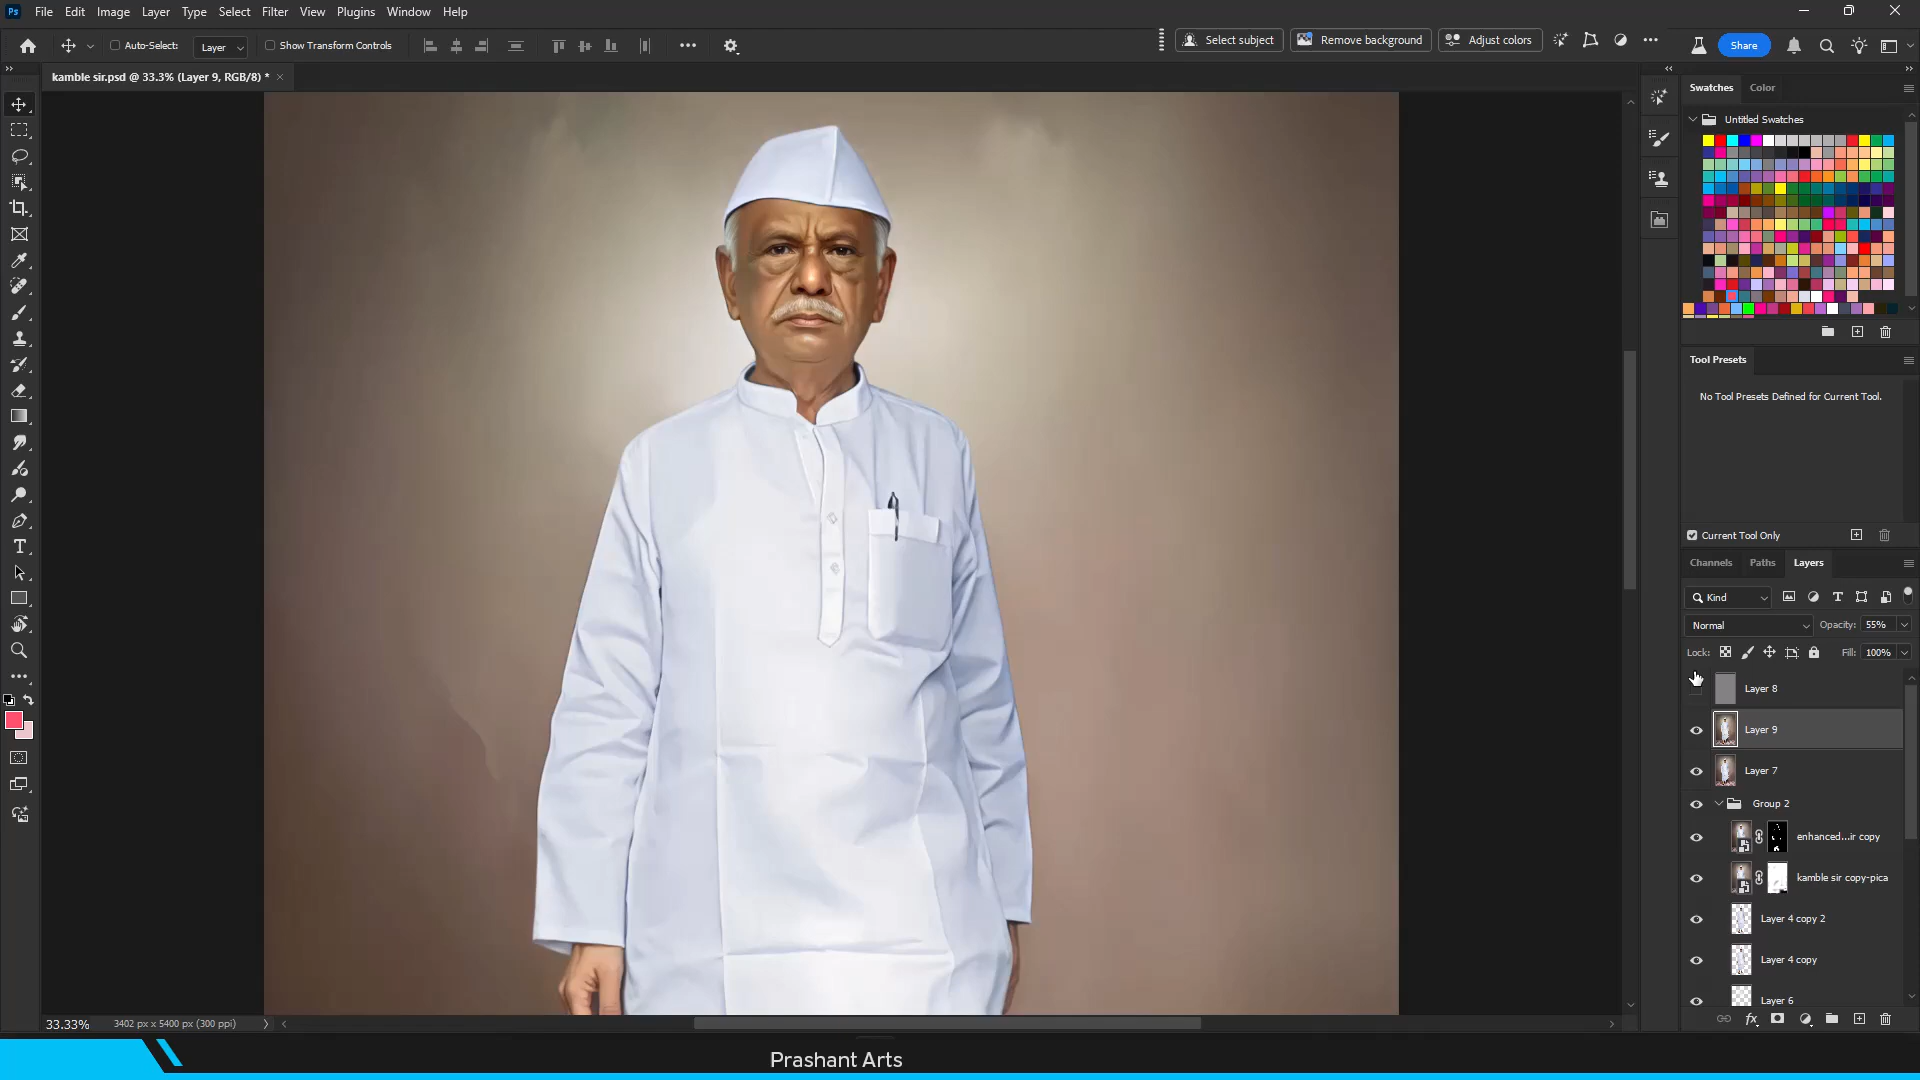 Ps File Edit Image Layer Type Select Filter View Plugins Window Help
Auto-Select: Layer Show Transform Controls Select subject Remove background Adjust colors Share
kamble sir.psd @ 33.3% (Layer 9, RGB/8) *
Swatches Color
Untitled Swatches
Tool Presets
No Tool Presets Defined for Current Tool.
Current Tool Only
Channels Paths Layers
Kind
Normal Opacity: 55%
Lock: Fill: 100%
Layer 8
Layer 9
Layer 7
Group 2
enhanced...ir copy
kamble sir copy-pica
Layer 4 copy 2
Layer 4 copy
Layer 6
33.33% 3402 px x 5400 px (300 ppi)
Prashant Arts